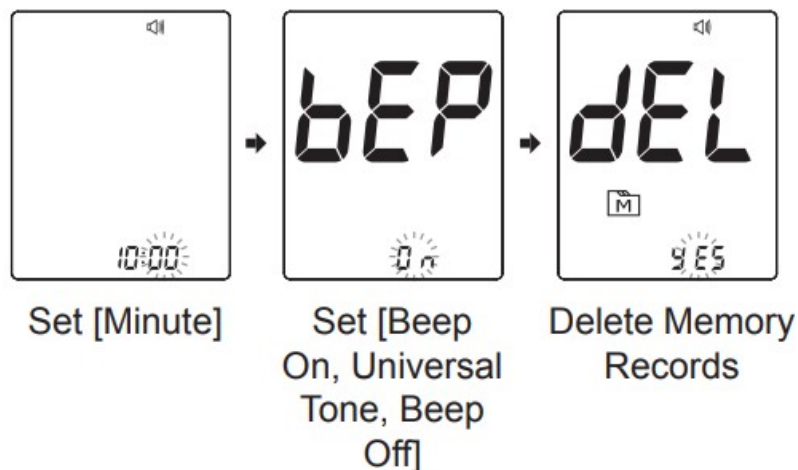 10:00
bEP
On
dEL
M
yES
Set [Minute]
Set [Beep
On, Universal
Tone, Beep
Off]
Delete Memory
Records